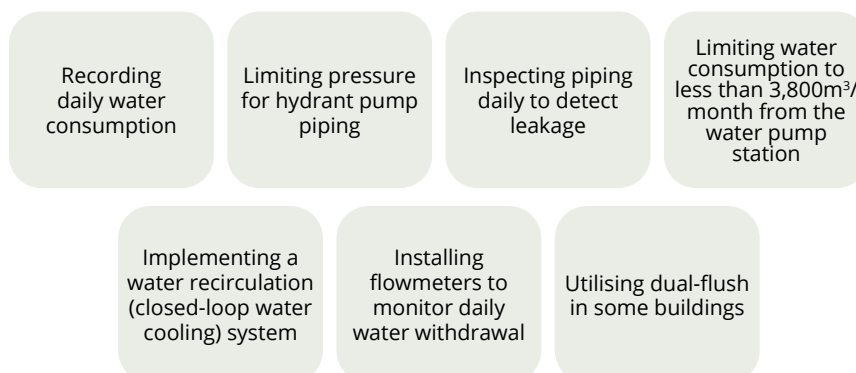 Recording
daily water
consumption
Limiting pressure
for hydrant pump
piping
Inspecting piping
daily to detect
leakage
Limiting water
consumption to
less than 3,800m³/
month from the
water pump
station
Implementing a
water recirculation
(closed-loop water
cooling) system
Installing
flowmeters to
monitor daily
water withdrawal
Utilising dual-flush
in some buildings